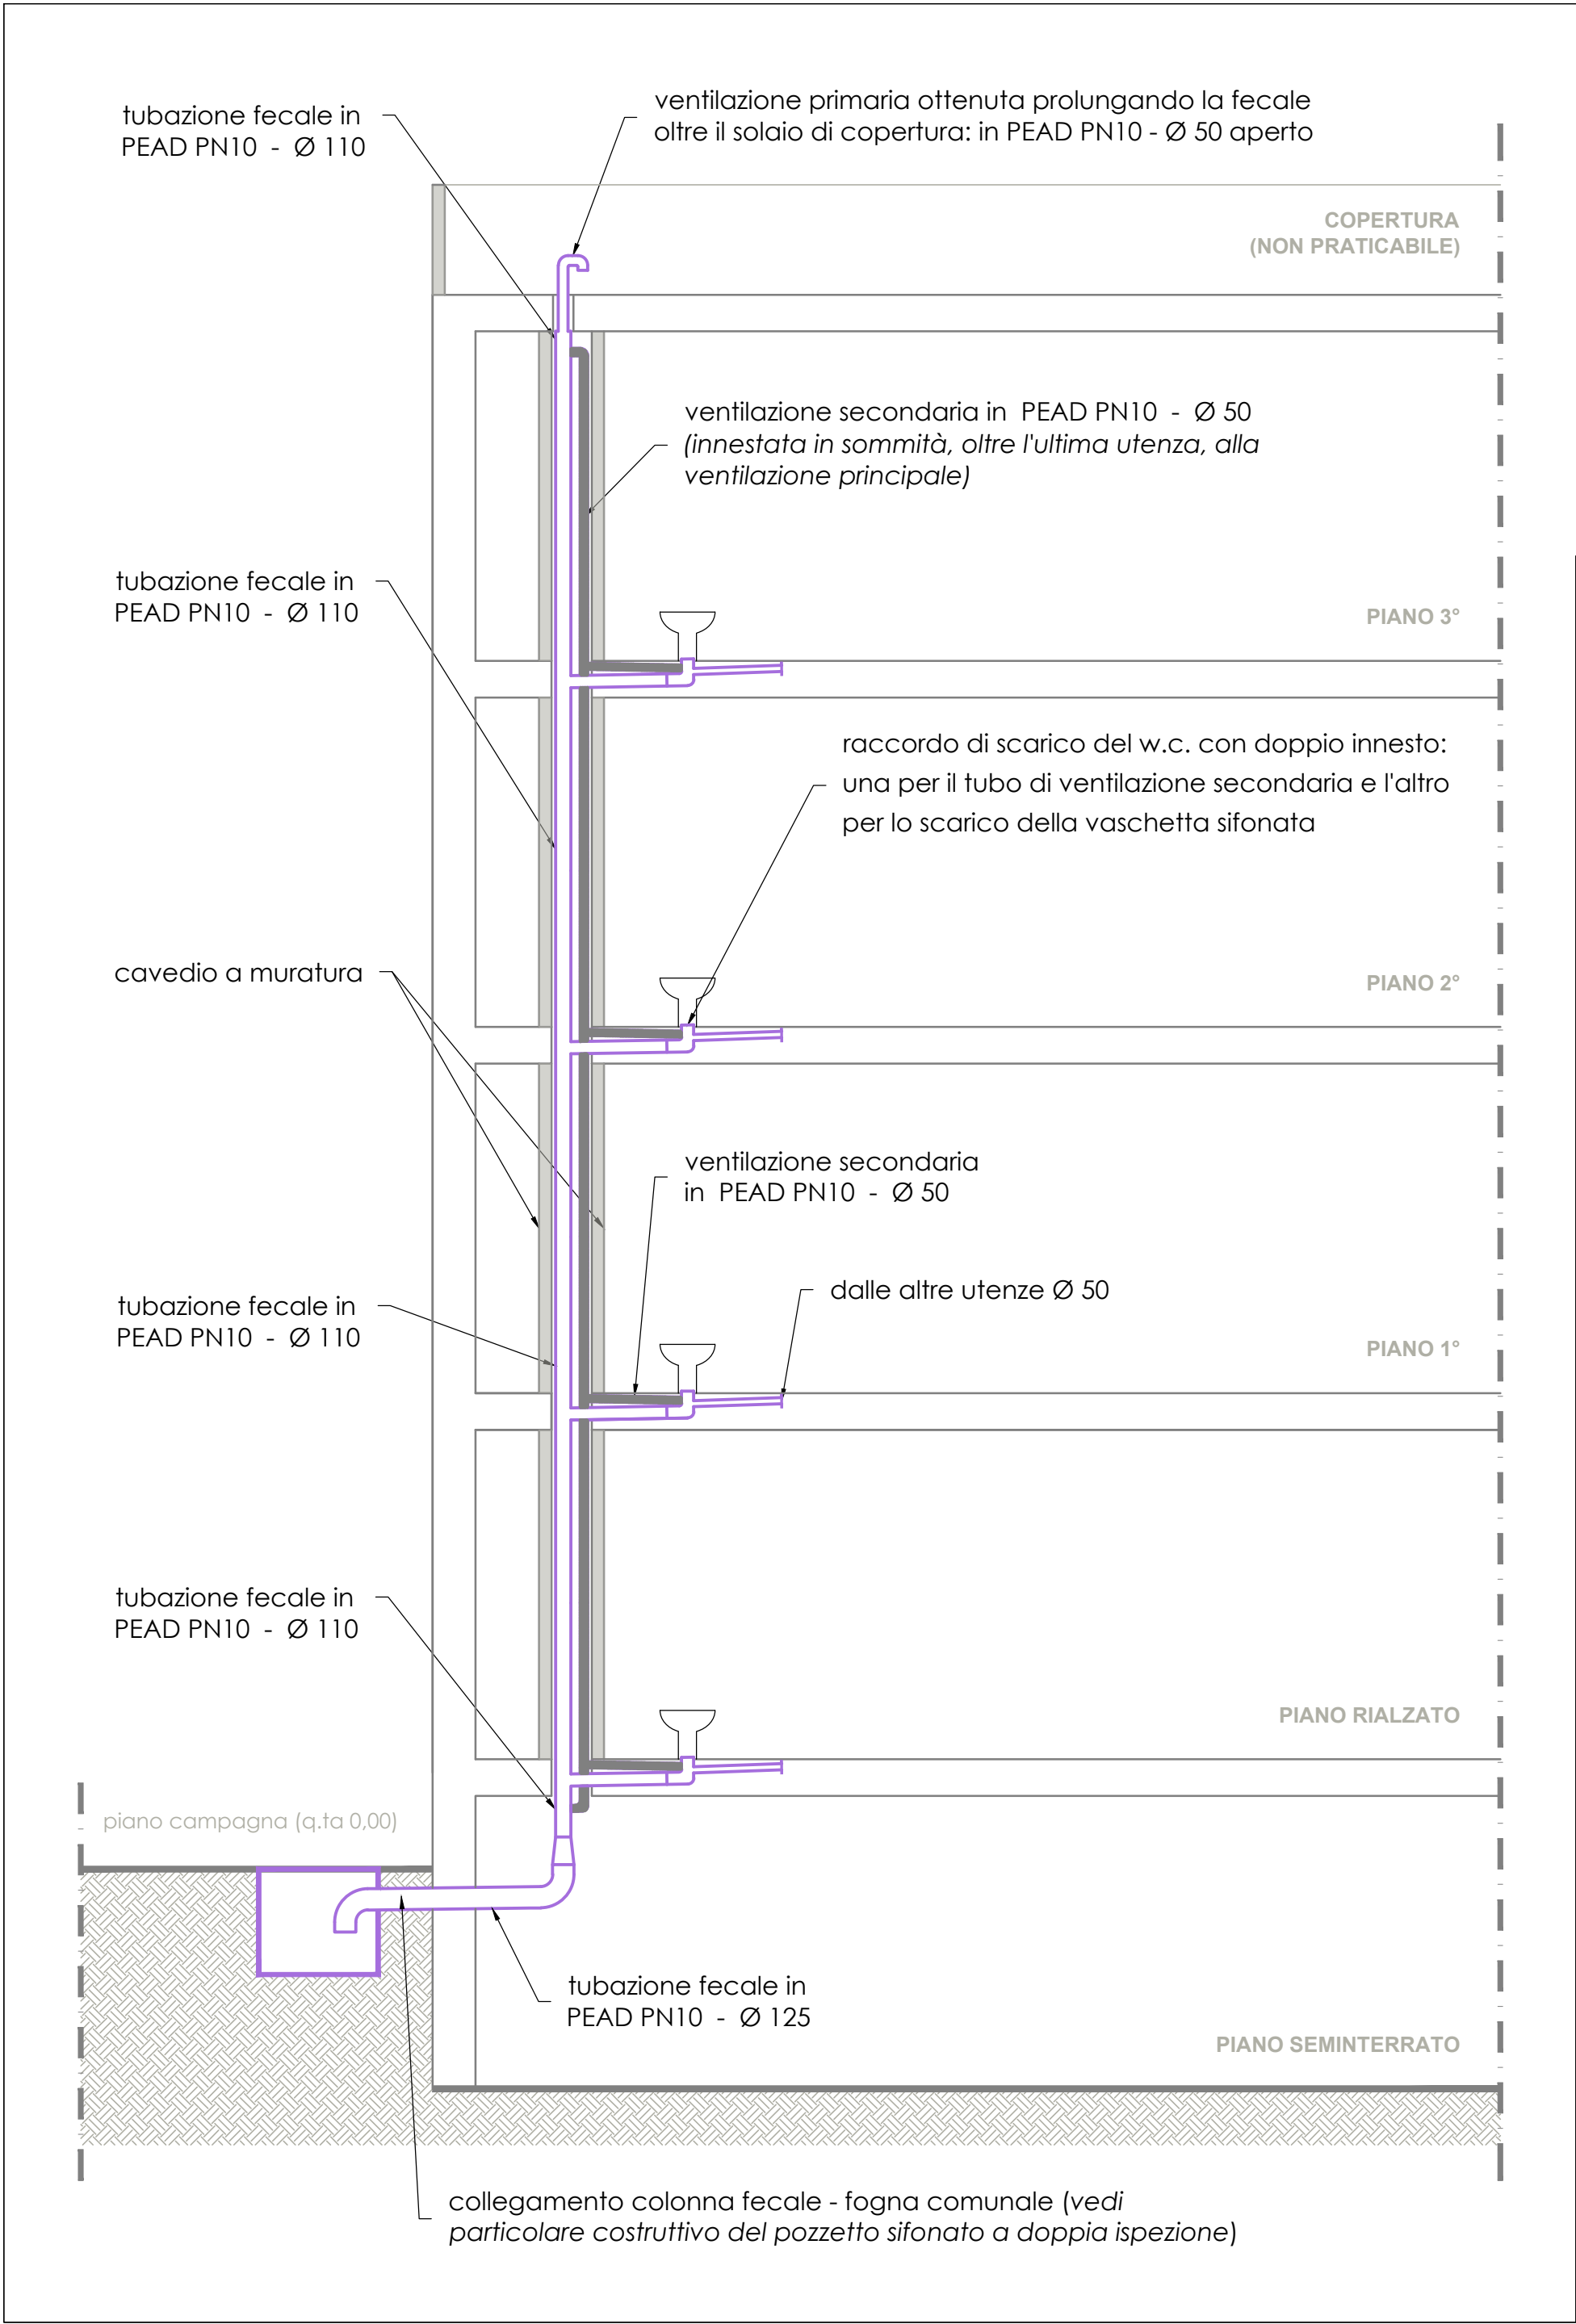 tubazione fecale in
PEAD PN10 - Ø 110
ventilazione primaria ottenuta prolungando la fecale
oltre il solaio di copertura: in PEAD PN10 - Ø 50 aperto
COPERTURA
(NON PRATICABILE)
ventilazione secondaria in PEAD PN10 - Ø 50
(innestata in sommità, oltre l'ultima utenza, alla
ventilazione principale)
tubazione fecale in
PEAD PN10 - Ø 110
PIANO 3°
raccordo di scarico del w.c. con doppio innesto:
una per il tubo di ventilazione secondaria e l'altro
per lo scarico della vaschetta sifonata
cavedio a muratura
PIANO 2°
ventilazione secondaria
in PEAD PN10 - Ø 50
dalle altre utenze Ø 50
tubazione fecale in
PEAD PN10 - Ø 110
PIANO 1°
tubazione fecale in
PEAD PN10 - Ø 110
PIANO RIALZATO
piano campagna (q.ta 0,00)
tubazione fecale in
PEAD PN10 - Ø 125
PIANO SEMINTERRATO
collegamento colonna fecale - fogna comunale (vedi
particolare costruttivo del pozzetto sifonato a doppia ispezione)